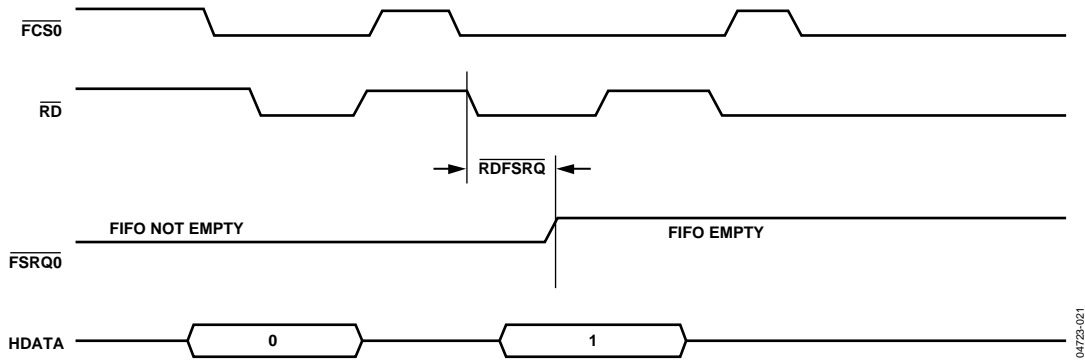 FCS0
RD
RDFSRQ
FIFO NOT EMPTY
FIFO EMPTY
FSRQ0
HDATA
0
1
04723-021